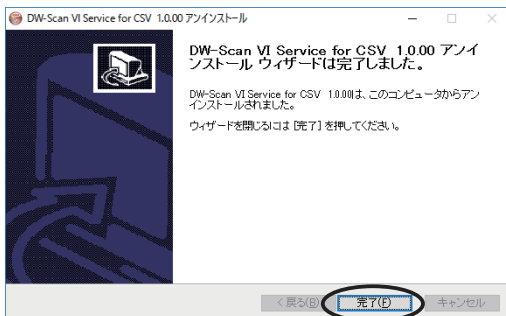 DW-Scan VI Service for CSV 1.0.00 アンインストール
DW-Scan VI Service for CSV 1.0.00 アンイ
ンストール ウィザードは完了しました。
DW-Scan VI Service for CSV 1.0.00は、このコンピュータからアン
インストールされました。
ウィザードを閉じるには [完了] を押してください。
< 戻る(B)
完了(F)
キャンセル